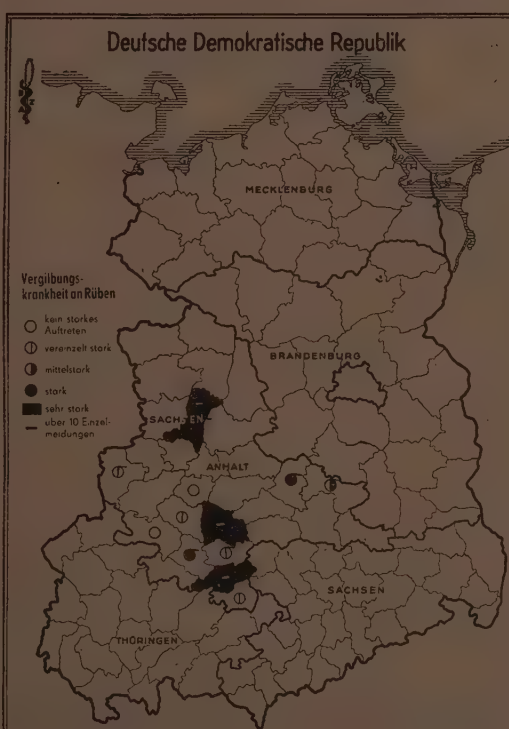 Deutsche Demokratische Republik
MECKLENBURG
Vergilbungs-
krankheit an Rüben
kein starkes
Auftreten
vereinzelt stark
mittelstark
stark
sehr stark
über 10 Einzel-
meldungen
BRANDENBURG
SACHSEN-
ANHALT
SACHSEN
THÜRINGEN